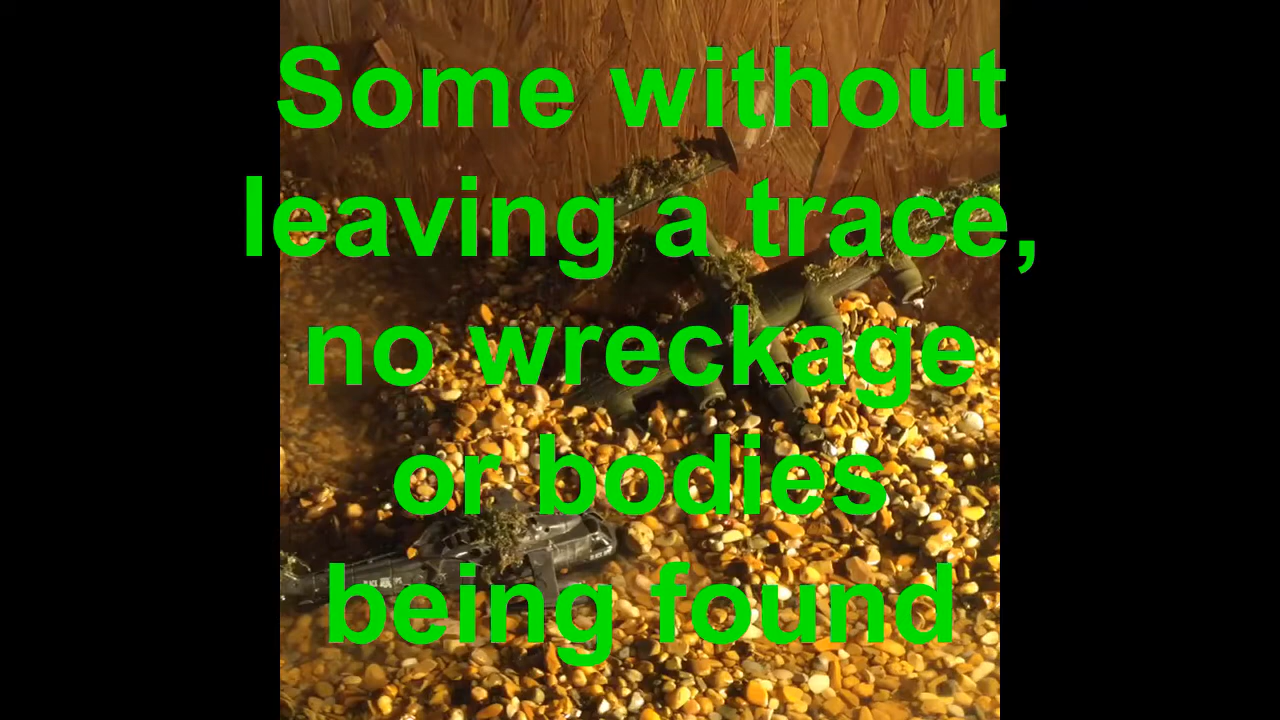 Some without
leaving a trace,
no wreckage
or bodies
being found